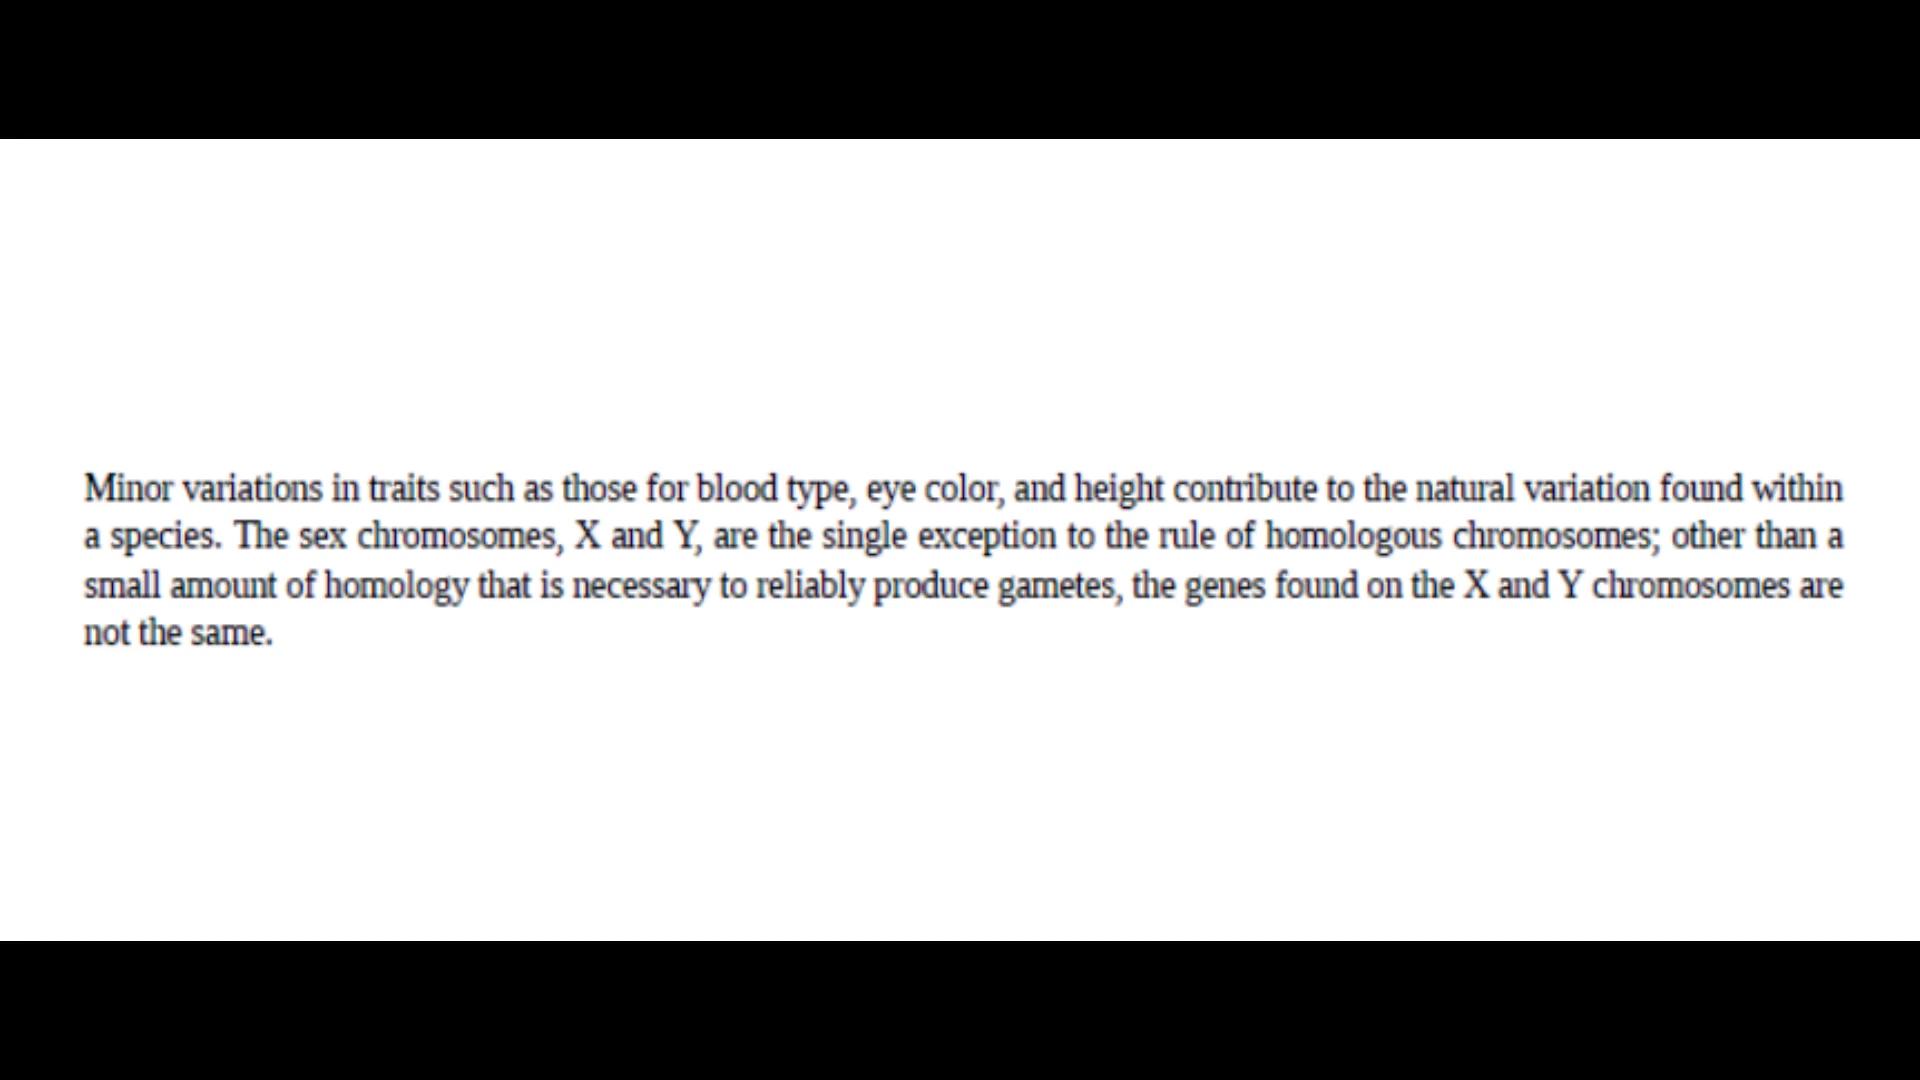 Minor variations in traits such as those for blood type, eye color, and height contribute to the natural variation found within
a species. The sex chromosomes, X and Y, are the single exception to the rule of homologous chromosomes; other than a
small amount of homology that is necessary to reliably produce gametes, the genes found on the X and Y chromosomes are
not the same.